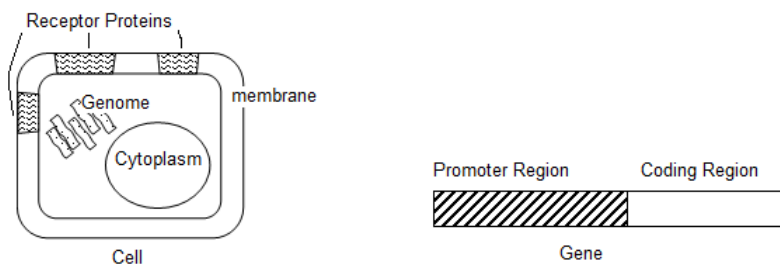 Receptor Proteins
Genome
membrane
Cytoplasm
Cell
Promoter Region
Coding Region
Gene